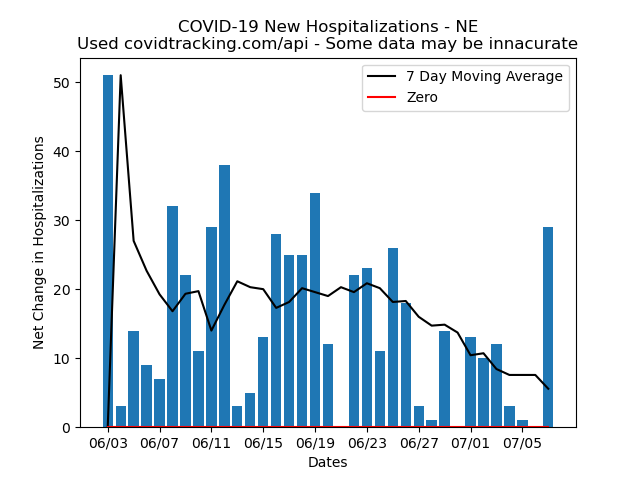 COVID-19 New Hospitalizations - NE
Used covidtracking.com/api - Some data may be innacurate
7 Day Moving Average
Zero
Net Change in Hospitalizations
50
40
30
20
10
0
06/03 06/07 06/11 06/15 06/19 06/23 06/27 07/01 07/05
Dates